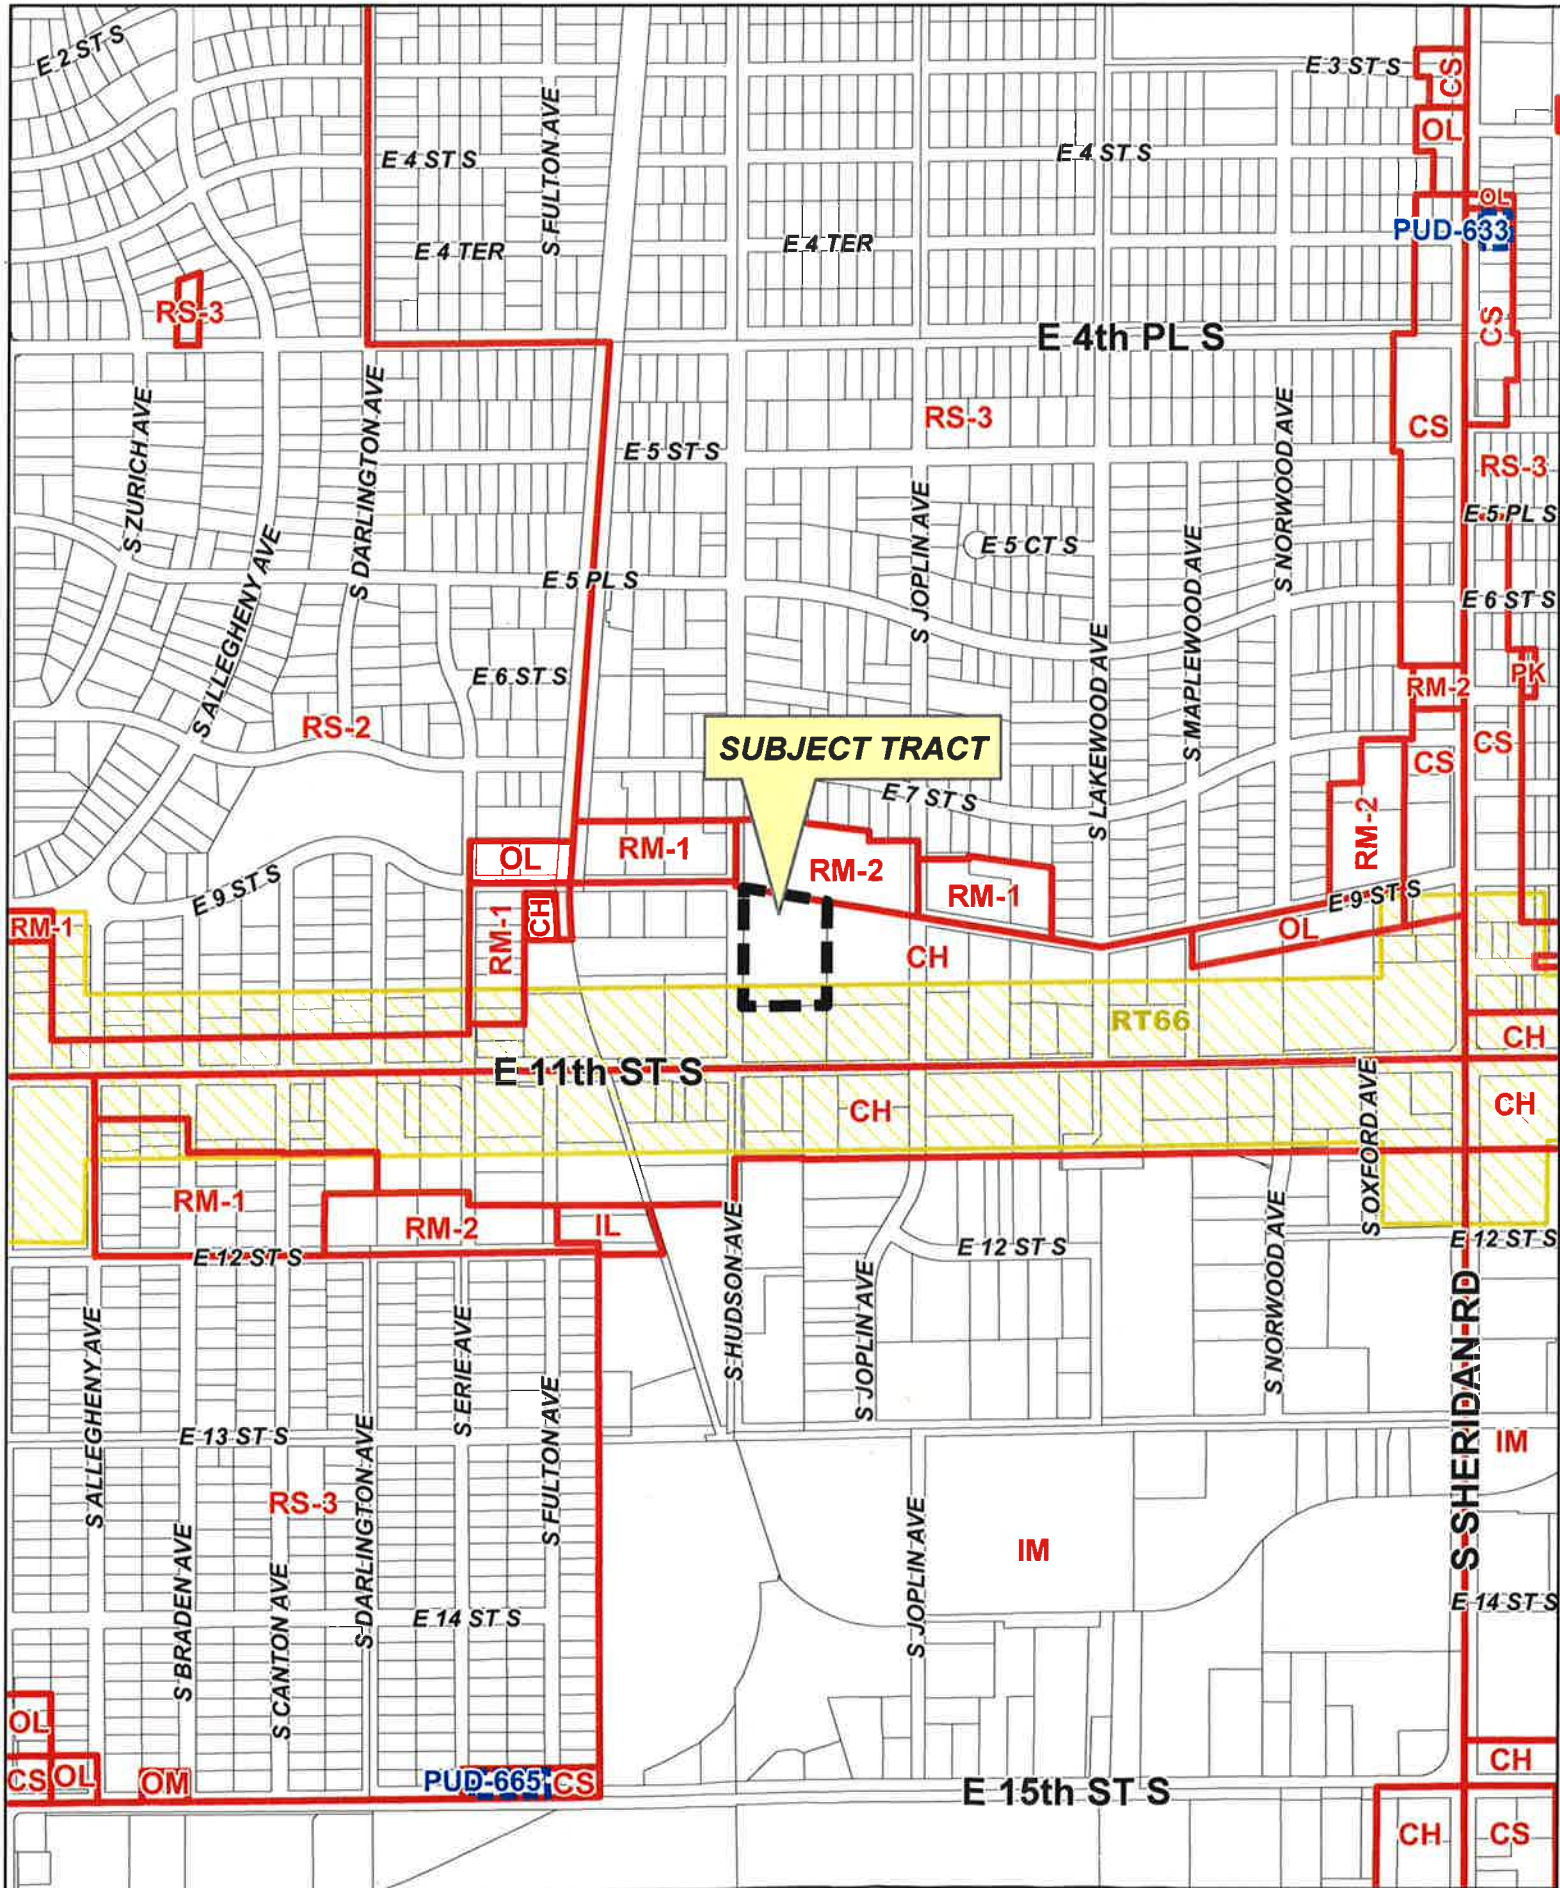 E 2 ST S
E 3 ST S
CS
S FULTON AVE
OL
E 4 ST S
E 4 ST S
OL
PUD-633
E 4 TER
E 4 TER
RS-3
CS
E 4th PL S
S ZURICH AVE
S DARLINGTON AVE
RS-3
S NORWOOD AVE
CS
E 5 ST S
RS-3
E 5 PL S
S JOPLIN AVE
E 5 CT S
S ALLEGHENY AVE
E 5 PL S
S MAPLEWOOD AVE
E 6 ST S
S LAKEWOOD AVE
E 6 ST S
PK
RM-2
RS-2
SUBJECT TRACT
CS
CS
E 7 ST S
RM-2
RM-1
OL
RM-2
E 9 ST S
RM-1
E 9 ST S
CH
RM-1
RM-1
OL
CH
RT66
CH
E 11th ST S
S OXFORD AVE
CH
CH
RM-1
RM-2
IL
S HUDSON AVE
S NORWOOD AVE
E 12 ST S
E 12 ST S
E 12 ST S
S JOPLIN AVE
S SHERIDAN RD
S ALLEGHENY AVE
S ERIE AVE
S FULTON AVE
E 13 ST S
S DARLINGTON AVE
IM
RS-3
S JOPLIN AVE
IM
S BRADEN AVE
S CANTON AVE
E 14 ST S
E 14 ST S
OL
CH
CS
OL
OM
PUD-665
CS
E 15th ST S
CH
CS